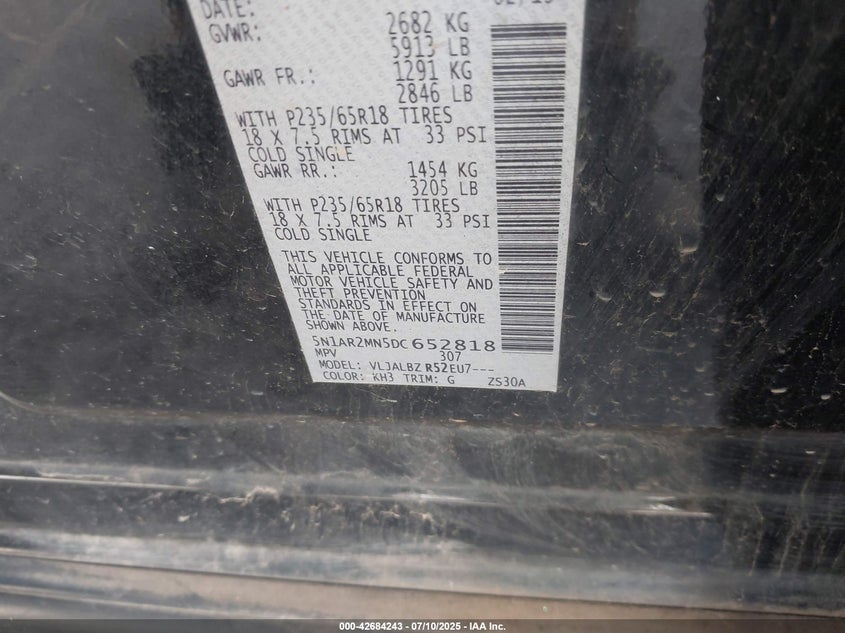 DATE:
GVWR: 2682 KG
5913 LB
GAWR FR.: 1291 KG
2846 LB
WITH P235/65R18 TIRES
18 X 7.5 RIMS AT 33 PSI
COLD SINGLE
GAWR RR.: 1454 KG
3205 LB
WITH P235/65R18 TIRES
18 X 7.5 RIMS AT 33 PSI
COLD SINGLE
THIS VEHICLE CONFORMS TO
ALL APPLICABLE FEDERAL
MOTOR VEHICLE SAFETY AND
THEFT PREVENTION
STANDARDS IN EFFECT ON
THE DATE OF MANUFACTURE
SHOWN ABOVE.
5N1AR2MN5DC652818
MPV 307
MODEL: VLJALBZ R52EU7---
COLOR: KH3 TRIM: G ZS30A
000-42684243 — 07/10/2025 — IAA Inc.